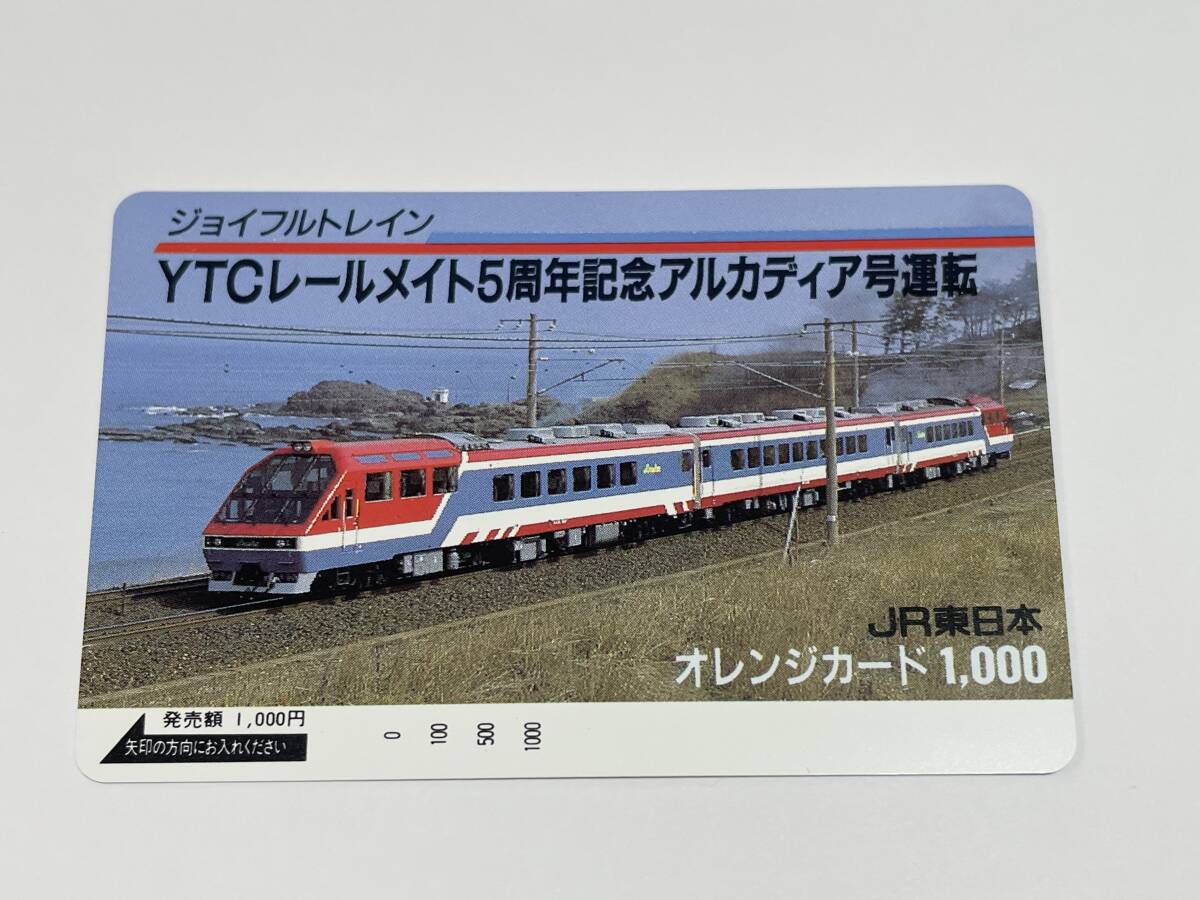 ジョイフルトレイン
YTCレールメイト5周年記念アルカディア号運転
JR東日本
オレンジカード1,000
発売額 1,000円
矢印の方向にお入れください
0 100 500 1000